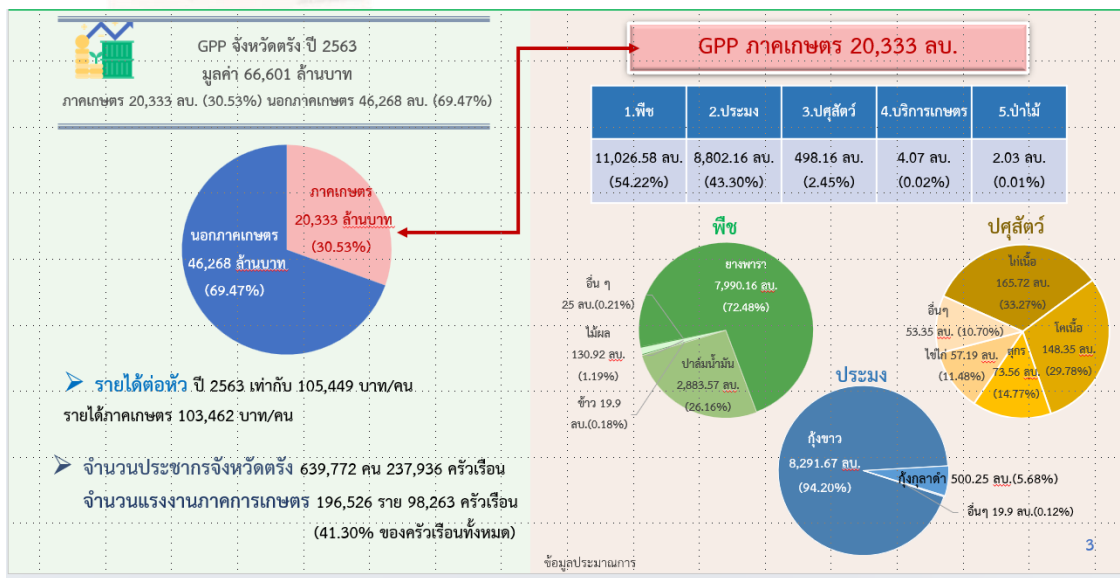 GPP จังหวัดตรัง ปี 2563
มูลค่า 66,601 ล้านบาท
ภาคเกษตร 20,333 ลบ. (30.53%) นอกภาคเกษตร 46,268 ลบ. (69.47%)
ภาคเกษตร
20,333 ล้านบาท
(30.53%)
นอกภาคเกษตร
46,268 ล้านบาท
(69.47%)
➤ รายได้ต่อหัว ปี 2563 เท่ากับ 105,449 บาท/คน
รายได้ภาคเกษตร 103,462 บาท/คน
➤ จำนวนประชากรจังหวัดตรัง 639,772 คน 237,936 ครัวเรือน
จำนวนแรงงานภาคการเกษตร 196,526 ราย 98,263 ครัวเรือน
(41.30% ของครัวเรือนทั้งหมด)
GPP ภาคเกษตร 20,333 ลบ.
1.พืช 2.ประมง 3.ปศุสัตว์ 4.บริการเกษตร 5.ป่าไม้
11,026.58 ลบ. 8,802.16 ลบ. 498.16 ลบ. 4.07 ลบ. 2.03 ลบ.
(54.22%) (43.30%) (2.45%) (0.02%) (0.01%)
พืช
ยางพารา
7,990.16 ลบ.
(72.48%)
อื่น ๆ
25 ลบ.(0.21%)
ไม้ผล
130.92 ลบ.
(1.19%)
ข้าว 19.9
ลบ.(0.18%)
ปาล์มน้ำมัน
2,883.57 ลบ.
(26.16%)
ปศุสัตว์
ไก่เนื้อ
165.72 ลบ.
(33.27%)
โคเนื้อ
148.35 ลบ.
(29.78%)
สุกร
73.56 ลบ.
(14.77%)
ไข่ไก่ 57.19 ลบ.
(11.48%)
อื่นๆ
53.35 ลบ. (10.70%)
ประมง
กุ้งขาว
8,291.67 ลบ.
(94.20%)
กุ้งกุลาดำ 500.25 ลบ.(5.68%)
อื่นๆ 19.9 ลบ.(0.12%)
ข้อมูลประมาณการ
3